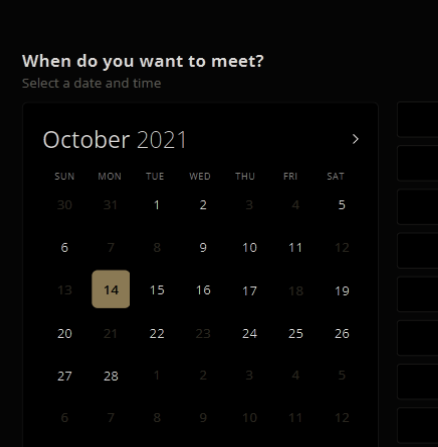 When do you want to meet?
Select a date and time
October 2021
SUN MON TUE WED THU FRI SAT
30 31 1 2 3 4 5
6 7 8 9 10 11 12
13 14 15 16 17 18 19
20 21 22 23 24 25 26
27 28 1 2 3 4 5
6 7 8 9 10 11 12